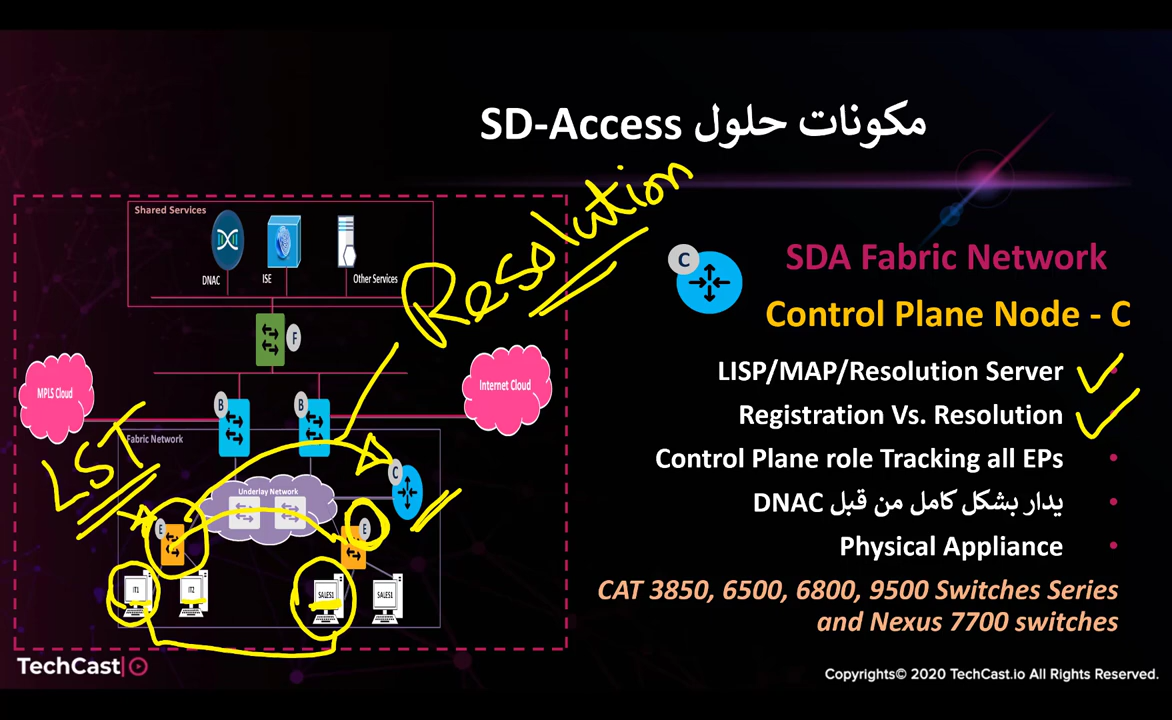 مكونات حلول SD-Access
Resolution
Shared Services
DNAC
ISE
Other Services
F
MPLS Cloud
Internet Cloud
B
B
Fabric Network
LST
Underlay Network
C
E
E
IT1
IT2
SALES1
SALES1
C
SDA Fabric Network
Control Plane Node - C
LISP/MAP/Resolution Server
Registration Vs. Resolution
Control Plane role Tracking all EPs
يدار بشكل كامل من قبل DNAC
Physical Appliance
CAT 3850, 6500, 6800, 9500 Switches Series
and Nexus 7700 switches
TechCast
Copyrights© 2020 TechCast.io All Rights Reserved.